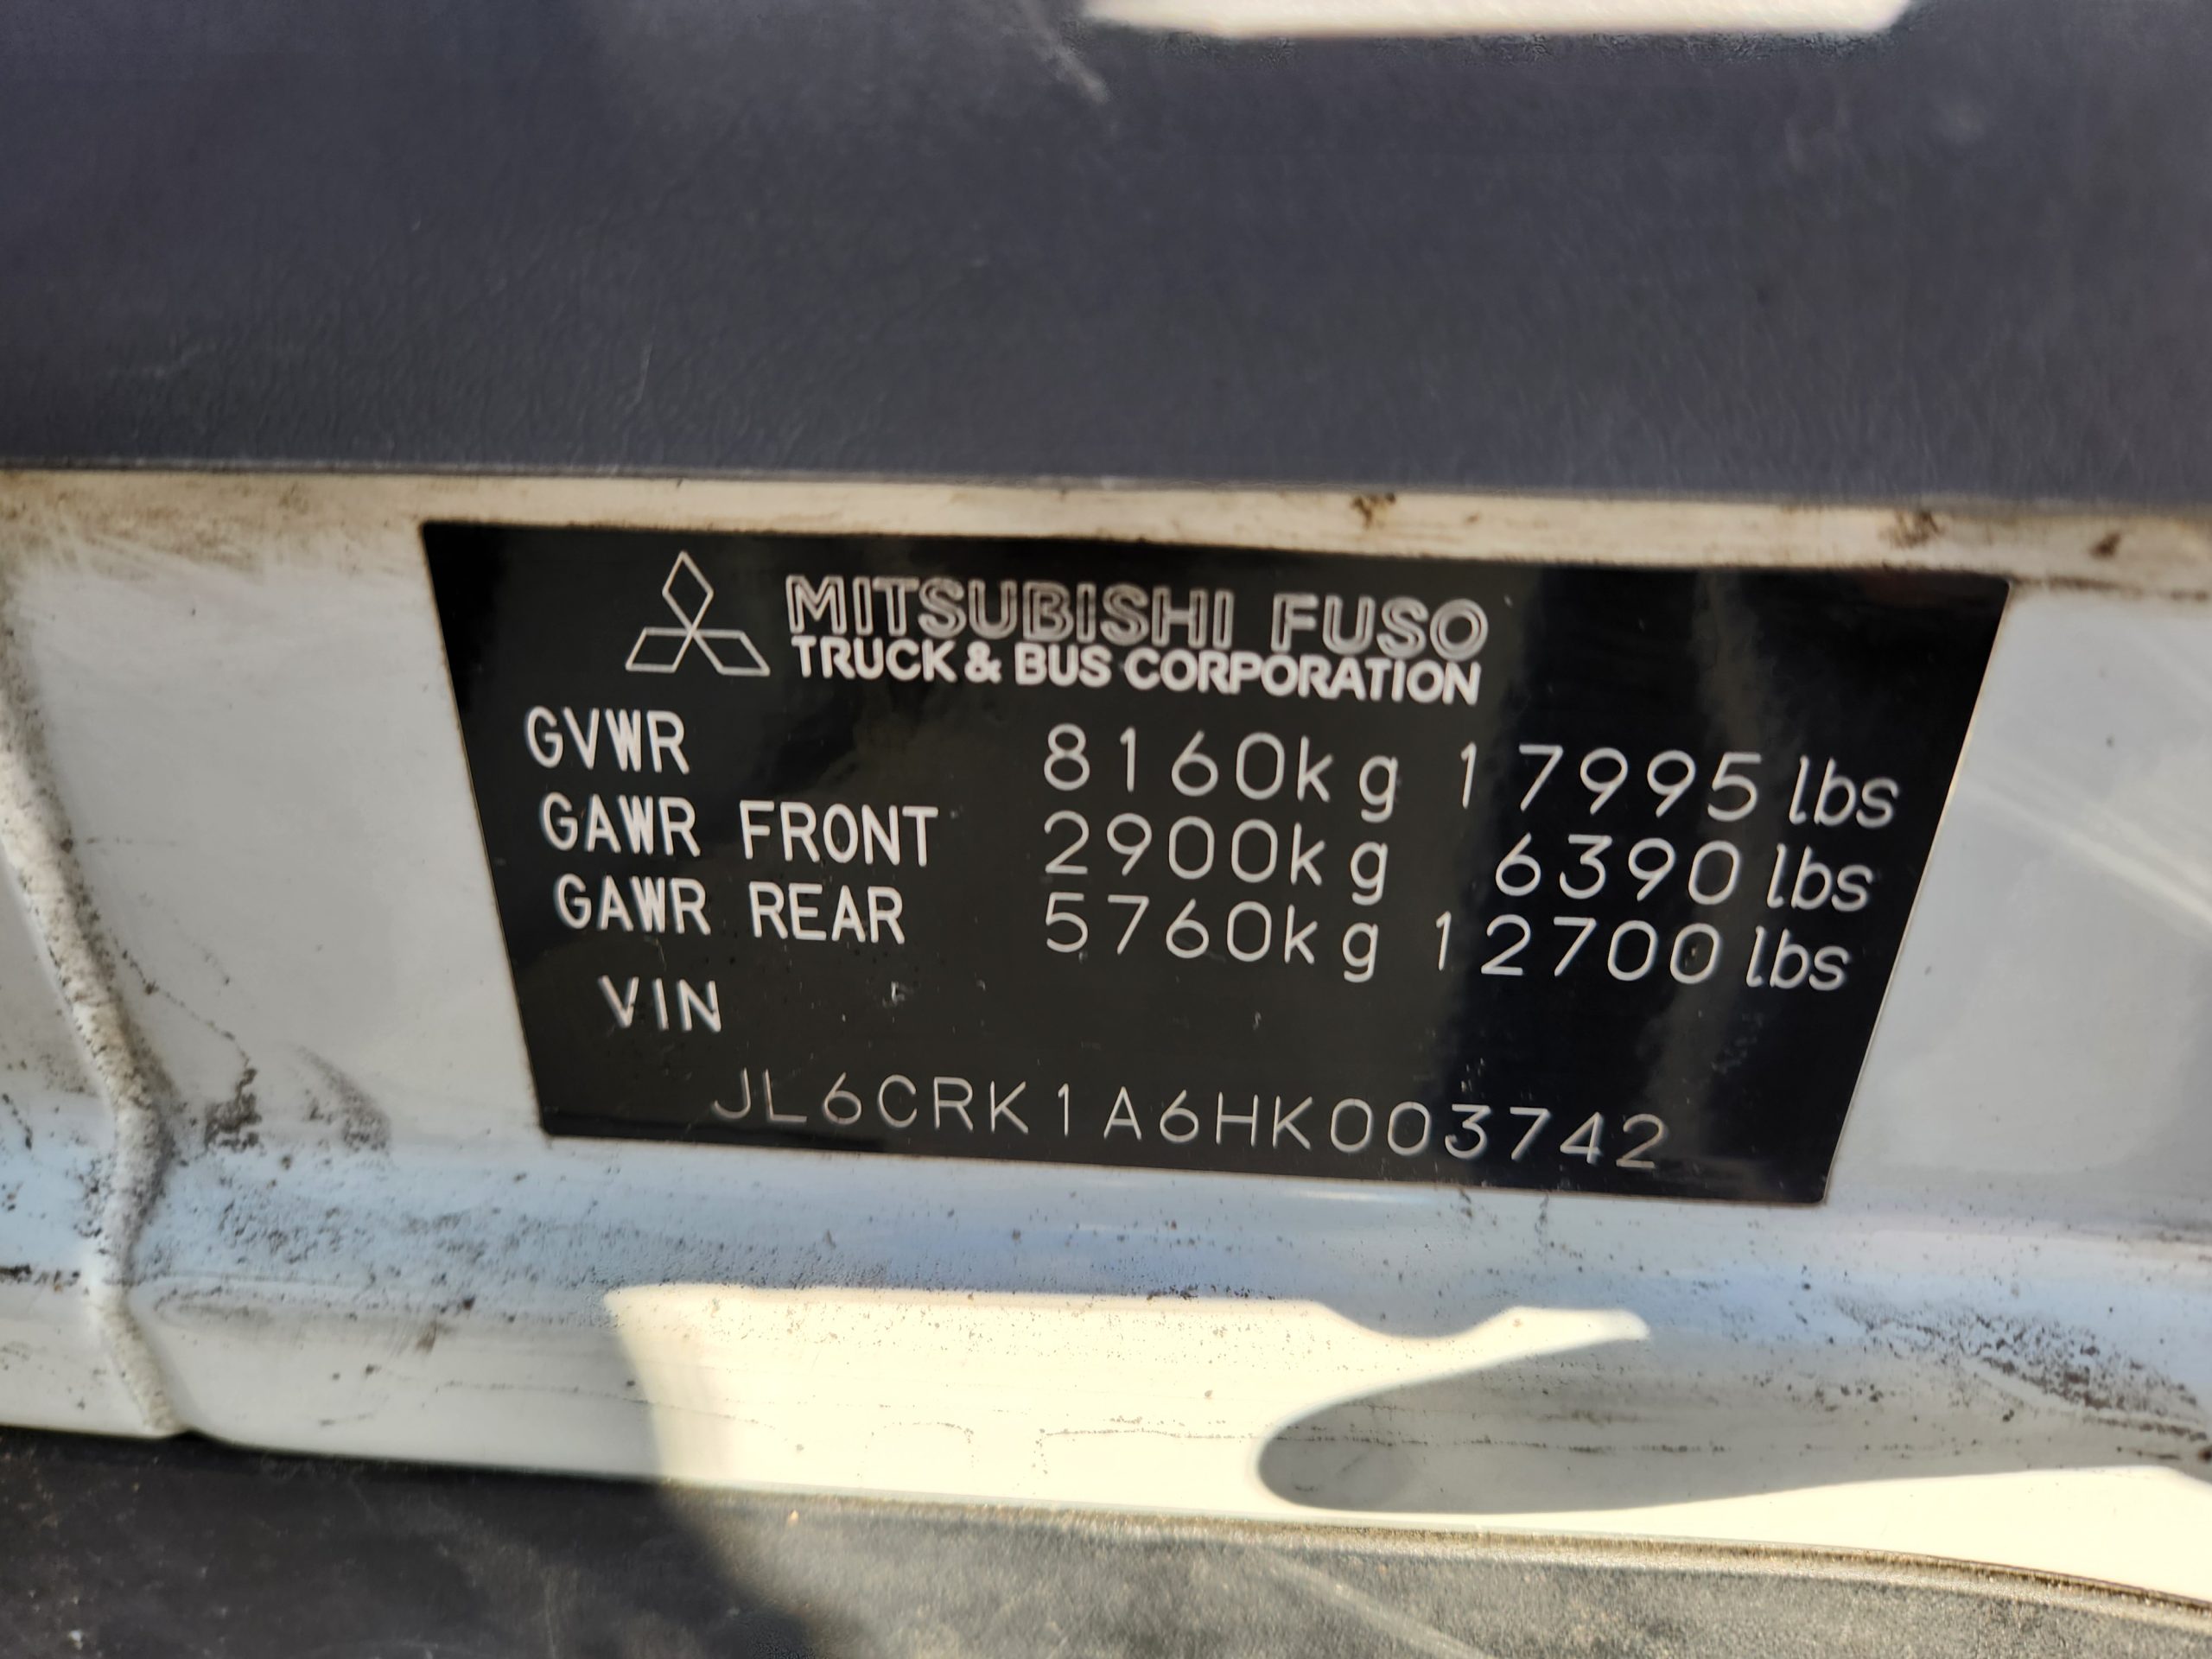 MITSUBISHI FUSO
TRUCK & BUS CORPORATION
GVWR 8160kg 17995 lbs
GAWR FRONT 2900kg 6390 lbs
GAWR REAR 5760kg 12700 lbs
VIN
JL6CRK1A6HK003742